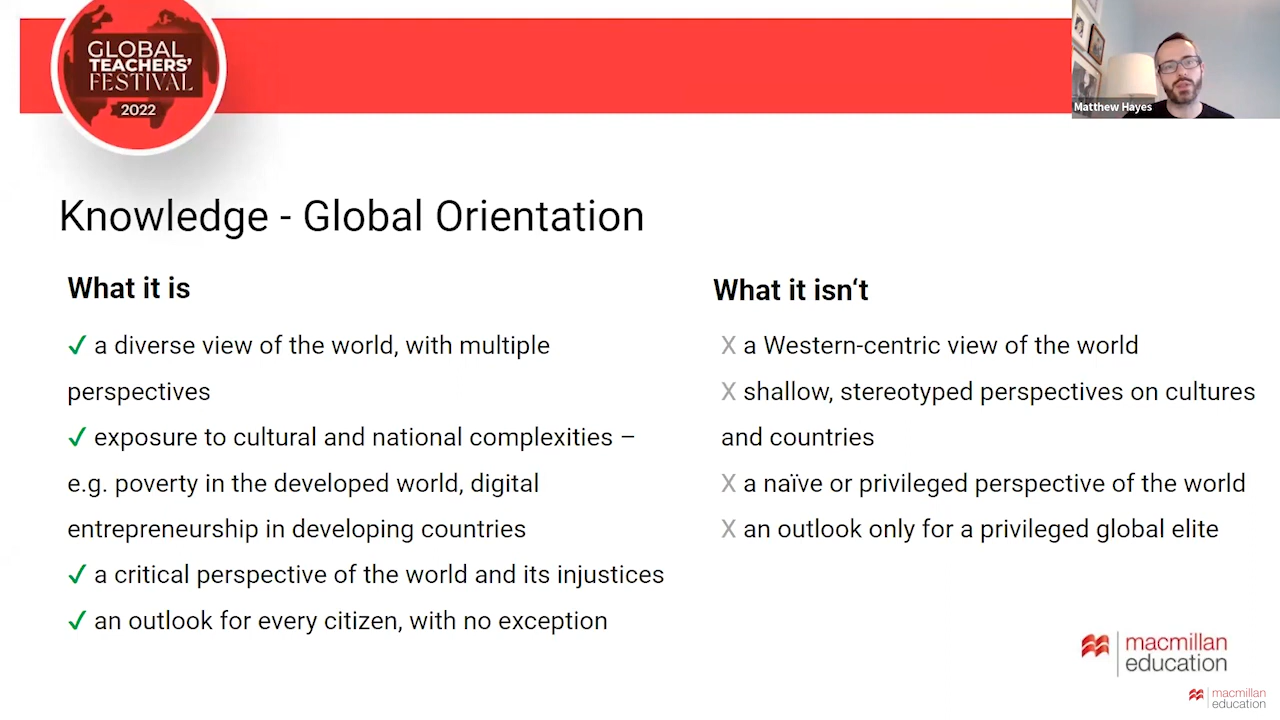 GLOBAL
TEACHERS'
FESTIVAL
2022
Matthew Hayes
Knowledge - Global Orientation
What it is
✓ a diverse view of the world, with multiple
perspectives
✓ exposure to cultural and national complexities –
e.g. poverty in the developed world, digital
entrepreneurship in developing countries
✓ a critical perspective of the world and its injustices
✓ an outlook for every citizen, with no exception
What it isn‘t
X a Western-centric view of the world
X shallow, stereotyped perspectives on cultures
and countries
X a naïve or privileged perspective of the world
X an outlook only for a privileged global elite
macmillan
education
macmillan
education